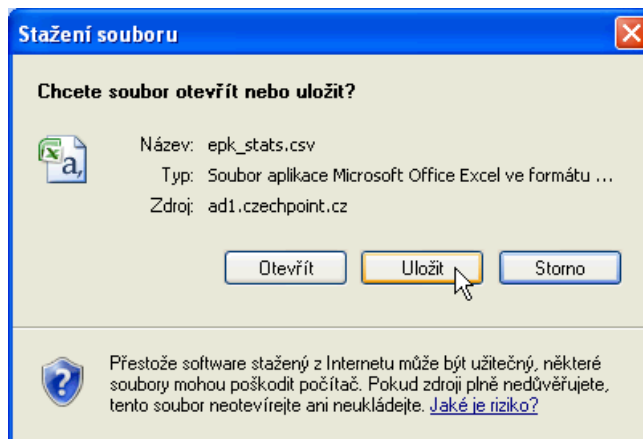 Stažení souboru
Chcete soubor otevřít nebo uložit?
Název: epk_stats.csv
Typ: Soubor aplikace Microsoft Office Excel ve formátu ...
Zdroj: ad1.czechpoint.cz
Otevřít Uložit Storno
Přestože software stažený z Internetu může být užitečný, některé
soubory mohou poškodit počítač. Pokud zdroji plně nedůvěřujete,
tento soubor neotevírejte ani neukládejte. Jaké je riziko?